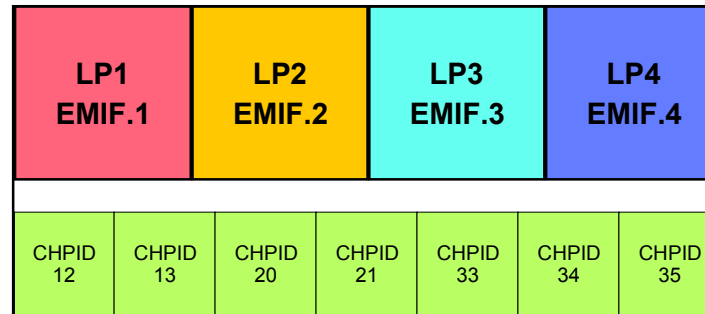 LP1 LP2 LP3 LP4
EMIF.1 EMIF.2 EMIF.3 EMIF.4
CHPID CHPID CHPID CHPID CHPID CHPID CHPID
12 13 20 21 33 34 35